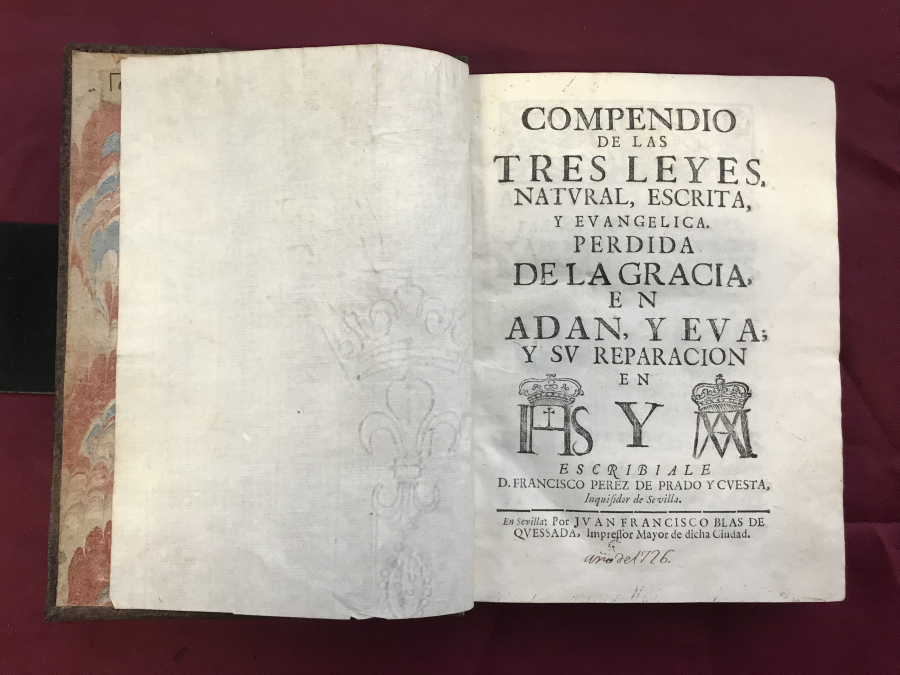 COMPENDIO
DE LAS
TRES LEYES,
NATVRAL, ESCRITA,
Y EVANGELICA.
PERDIDA
DE LA GRACIA,
EN
ADAN, Y EVA;
Y SV REPARACION
EN
IHS Y MA
ESCRIBIALE
D. FRANCISCO PEREZ DE PRADO Y CVESTA,
Inquiſidor de Sevilla.
En Sevilla: Por JVAN FRANCISCO BLAS DE
QVESSADA, Impreſſor Mayor de dicha Ciudad.
año de 1726.